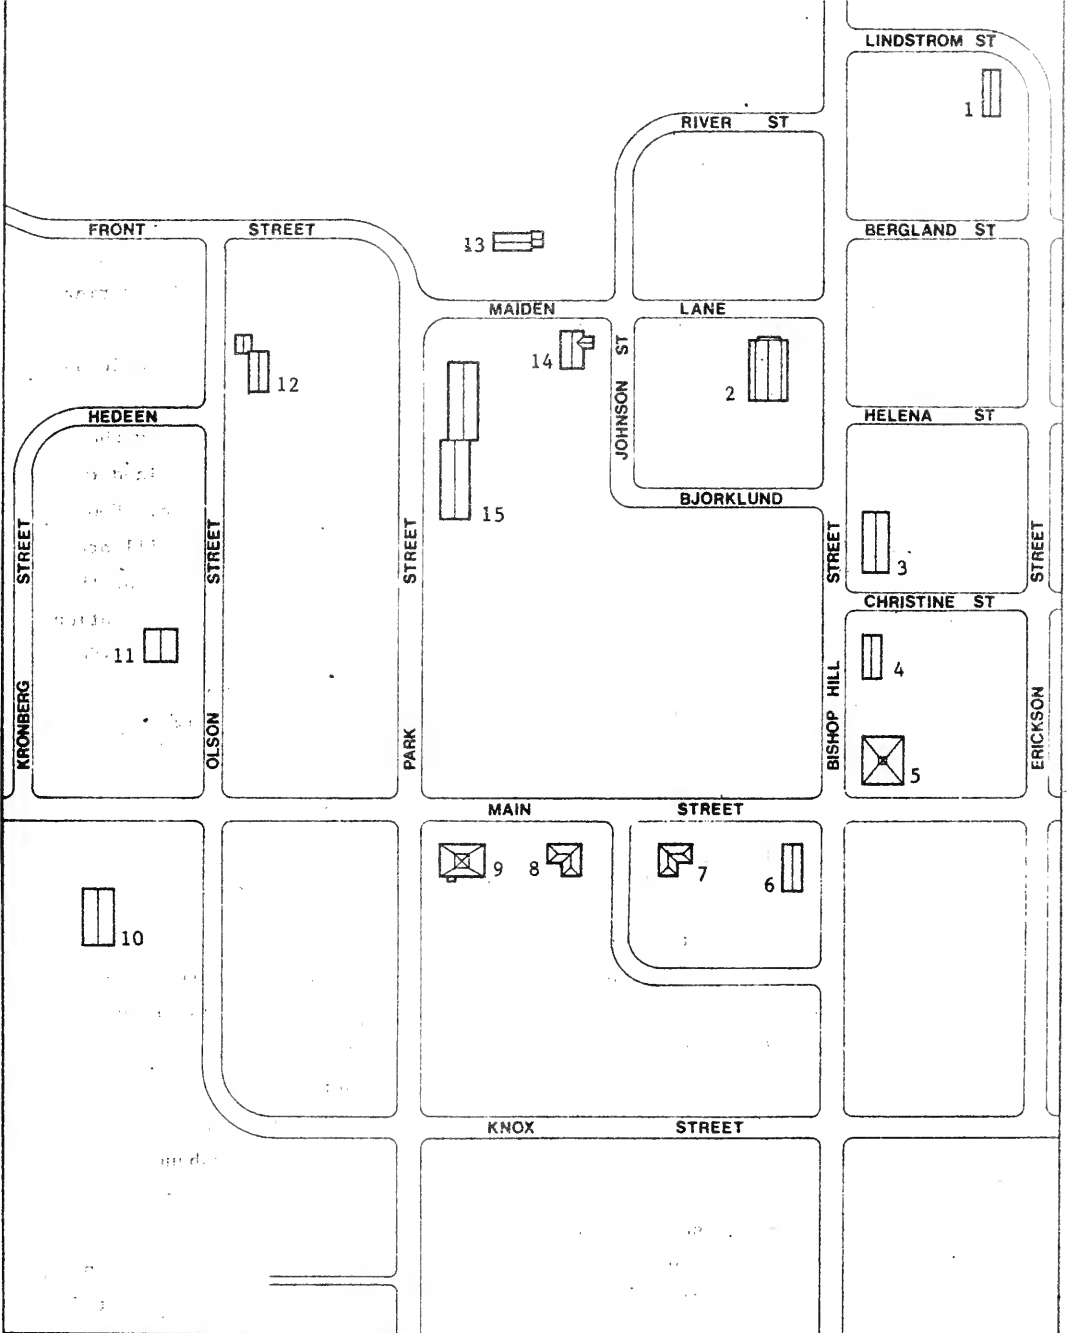 LINDSTROM ST
1
RIVER ST
FRONT STREET
BERGLAND ST
13
MAIDEN LANE
14
JOHNSON ST
12
2
HEDEEN
HELENA ST
BJORKLUND
15
KRONBERG STREET
OLSON STREET
PARK STREET
BISHOP HILL STREET
ERICKSON STREET
3
CHRISTINE ST
11
4
5
MAIN STREET
9
8
7
6
10
KNOX STREET